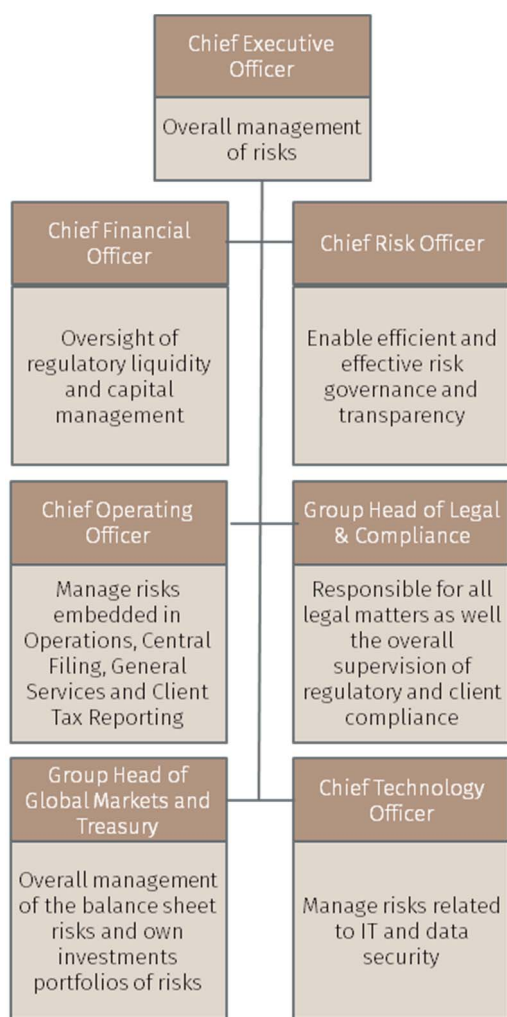 Chief Executive
Officer
Overall management
of risks
Chief Financial
Officer
Oversight of
regulatory liquidity
and capital
management
Chief Risk Officer
Enable efficient and
effective risk
governance and
transparency
Chief Operating
Officer
Manage risks
embedded in
Operations, Central
Filing, General
Services and Client
Tax Reporting
Group Head of Legal
& Compliance
Responsible for all
legal matters as well
the overall
supervision of
regulatory and client
compliance
Group Head of
Global Markets and
Treasury
Overall management
of the balance sheet
risks and own
investments
portfolios of risks
Chief Technology
Officer
Manage risks related
to IT and data
security